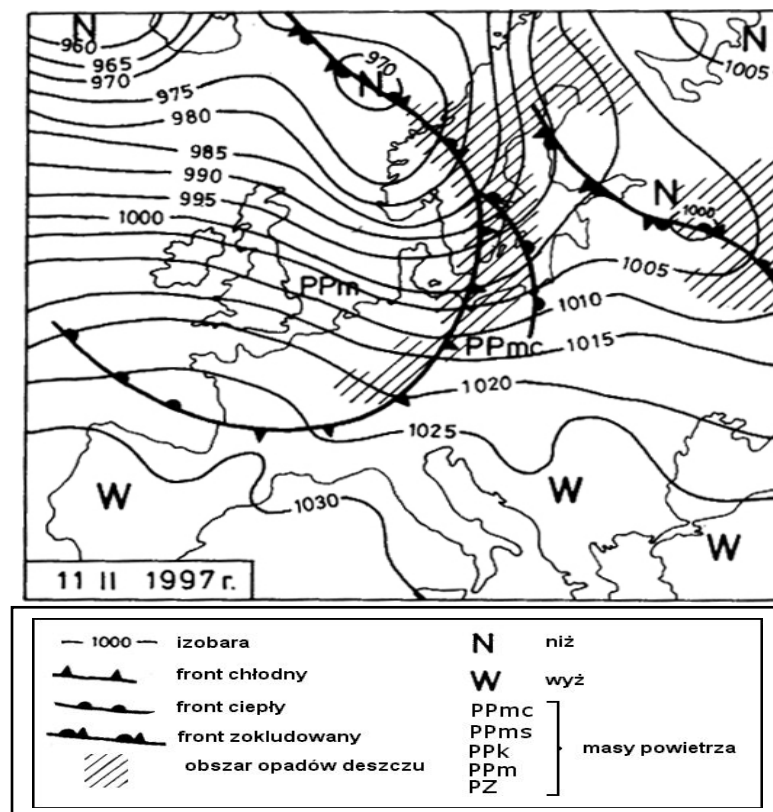 N
960
965
970
975
980
985
990
995
1000
970
N
N
1005
N
1000
PPm
PPmc
1005
1010
1015
1020
1025
1030
W
W
W
11 II 1997 r.
1000 izobara
front chłodny
front ciepły
front zokludowany
obszar opadów deszczu
N niż
W wyż
PPmc
PPms
PPk
PPm
PZ
masy powietrza